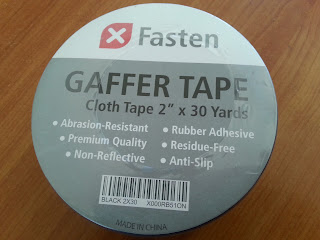 x Fasten
GAFFER TAPE
Cloth Tape 2" x 30 Yards
• Abrasion-Resistant • Rubber Adhesive
• Premium Quality • Residue-Free
• Non-Reflective • Anti-Slip
BLACK 2X30 X000RB51ON
MADE IN CHINA